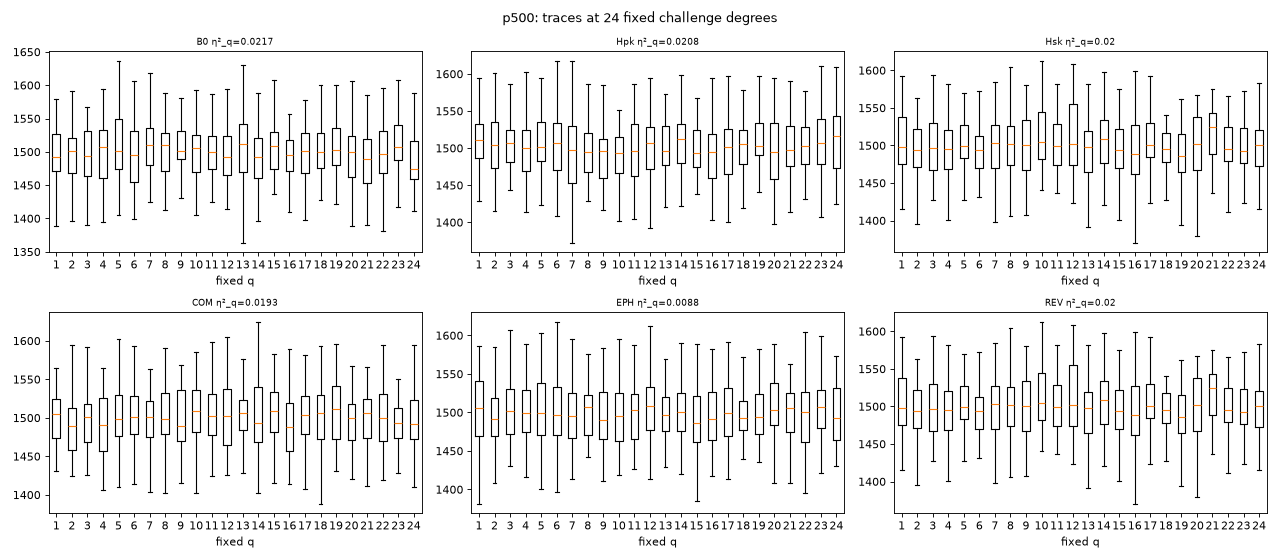 p500: traces at 24 fixed challenge degrees
B0 η²_q=0.0217
1650
1600
1550
1500
1450
1400
1350
1 2 3 4 5 6 7 8 9 10 11 12 13 14 15 16 17 18 19 20 21 22 23 24
fixed q
Hpk η²_q=0.0208
1600
1550
1500
1450
1400
1 2 3 4 5 6 7 8 9 10 11 12 13 14 15 16 17 18 19 20 21 22 23 24
fixed q
Hsk η²_q=0.02
1600
1550
1500
1450
1400
1 2 3 4 5 6 7 8 9 10 11 12 13 14 15 16 17 18 19 20 21 22 23 24
fixed q
COM η²_q=0.0193
1600
1550
1500
1450
1400
1 2 3 4 5 6 7 8 9 10 11 12 13 14 15 16 17 18 19 20 21 22 23 24
fixed q
EPH η²_q=0.0088
1600
1550
1500
1450
1400
1 2 3 4 5 6 7 8 9 10 11 12 13 14 15 16 17 18 19 20 21 22 23 24
fixed q
REV η²_q=0.02
1600
1550
1500
1450
1400
1 2 3 4 5 6 7 8 9 10 11 12 13 14 15 16 17 18 19 20 21 22 23 24
fixed q